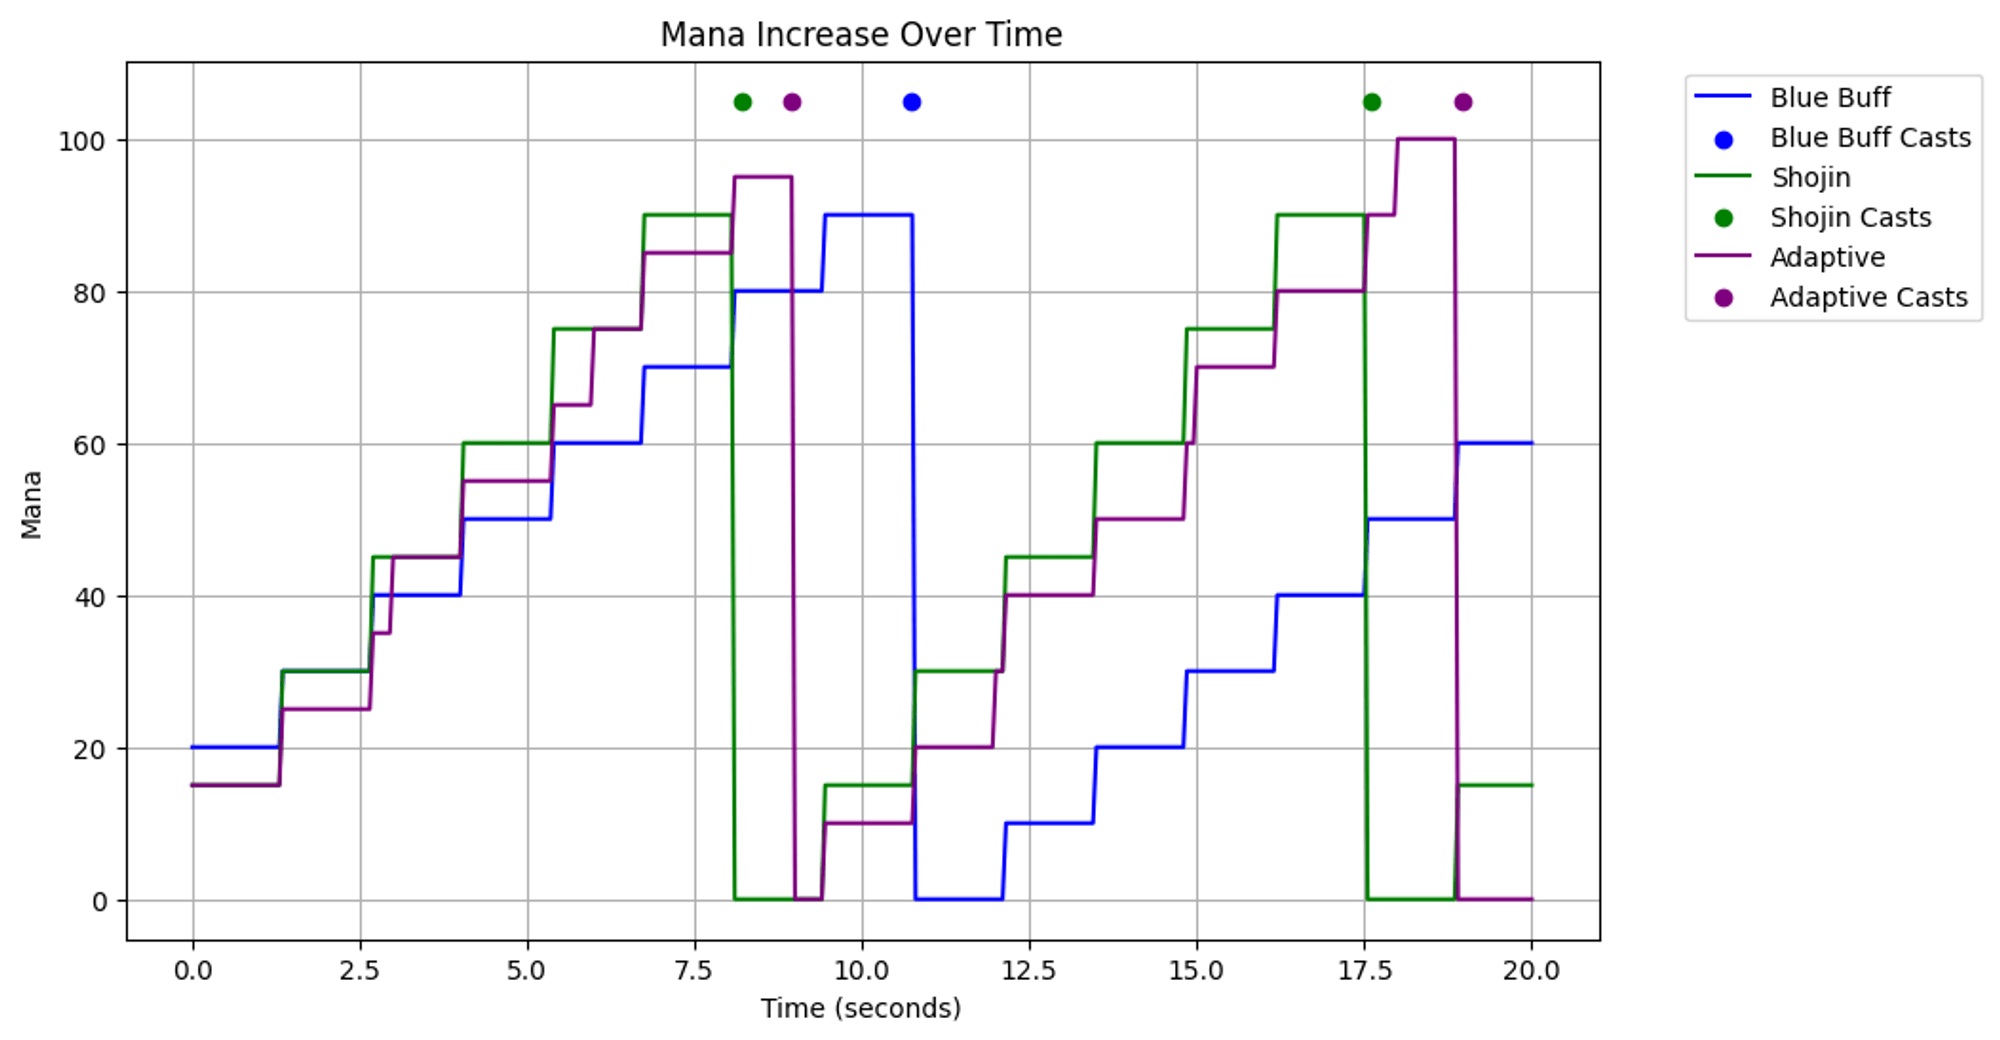 Mana Increase Over Time
Mana
100
80
60
40
20
0
0.0 2.5 5.0 7.5 10.0 12.5 15.0 17.5 20.0
Time (seconds)
Blue Buff
Blue Buff Casts
Shojin
Shojin Casts
Adaptive
Adaptive Casts